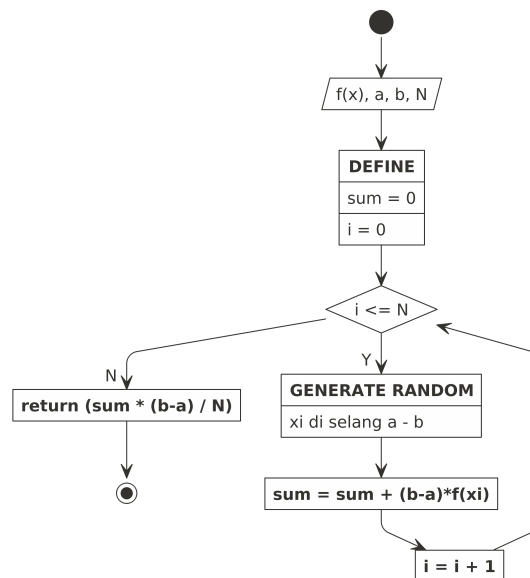 f(x), a, b, N
DEFINE
sum = 0
i = 0
i <= N
N
Y
return (sum * (b-a) / N)
GENERATE RANDOM
xi di selang a - b
sum = sum + (b-a)*f(xi)
i = i + 1